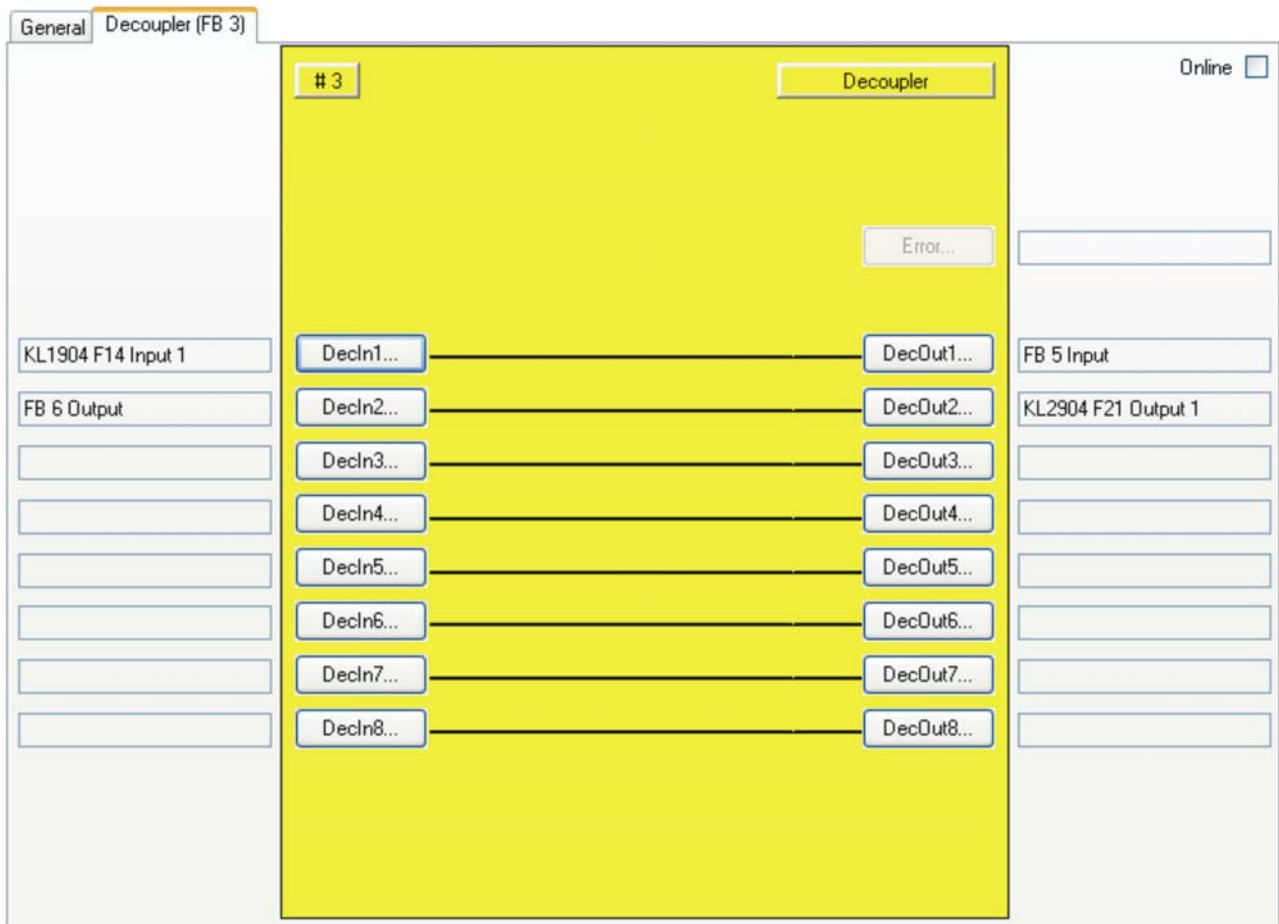 General Decoupler (FB 3)
# 3 Decoupler Online
Error...
KL1904 F14 Input 1 DecIn1... DecOut1... FB 5 Input
FB 6 Output DecIn2... DecOut2... KL2904 F21 Output 1
DecIn3... DecOut3...
DecIn4... DecOut4...
DecIn5... DecOut5...
DecIn6... DecOut6...
DecIn7... DecOut7...
DecIn8... DecOut8...